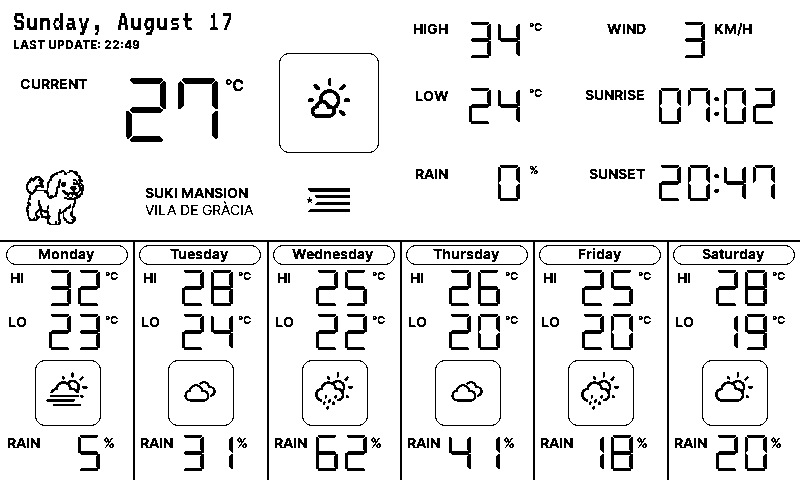 Sunday, August 17
LAST UPDATE: 22:49
CURRENT 27 °C
HIGH 34 °C
WIND 3 KM/H
LOW 24 °C
SUNRISE 07:02
RAIN 0 %
SUNSET 20:47
SUKI MANSION
VILA DE GRÀCIA
Monday
HI 32 °C
LO 23 °C
RAIN 5 %
Tuesday
HI 28 °C
LO 24 °C
RAIN 31 %
Wednesday
HI 25 °C
LO 22 °C
RAIN 62 %
Thursday
HI 26 °C
LO 20 °C
RAIN 41 %
Friday
HI 25 °C
LO 20 °C
RAIN 18 %
Saturday
HI 28 °C
LO 19 °C
RAIN 20 %